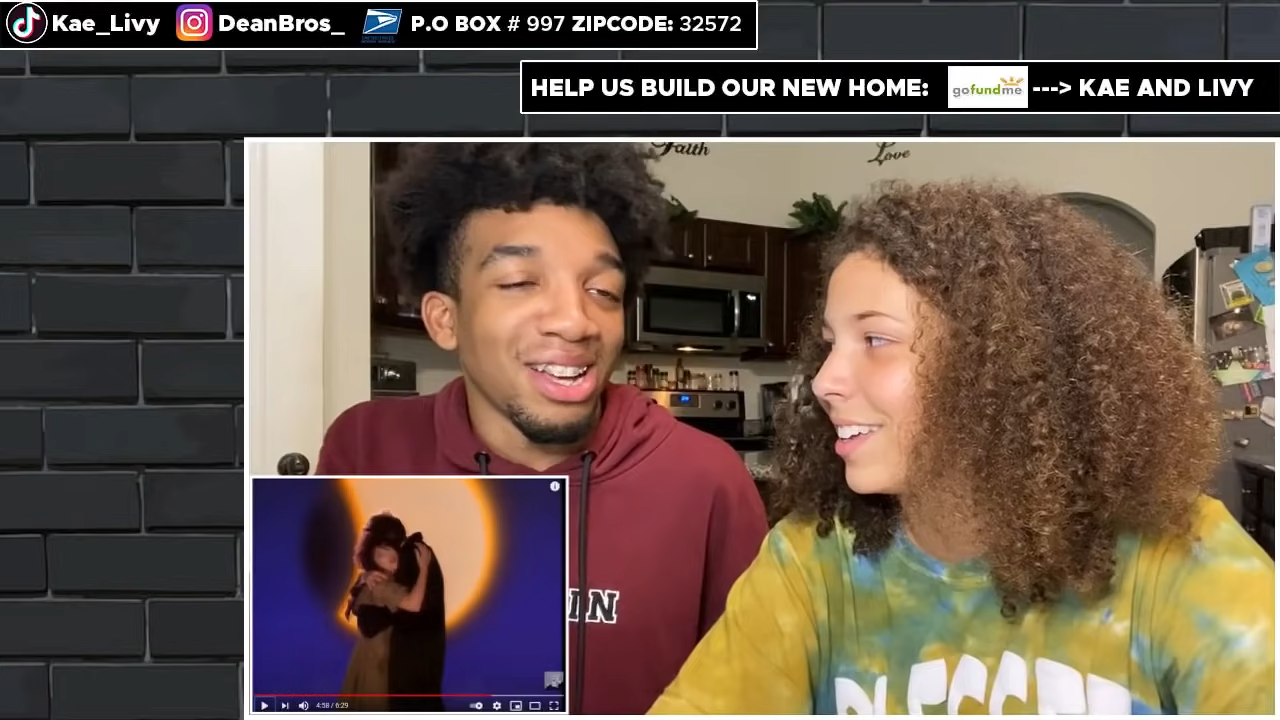 Kae_Livy DeanBros_ P.O BOX # 997 ZIPCODE: 32572
HELP US BUILD OUR NEW HOME: gofundme ---> KAE AND LIVY
Faith
Love
4:58 / 6:29
BLESSED